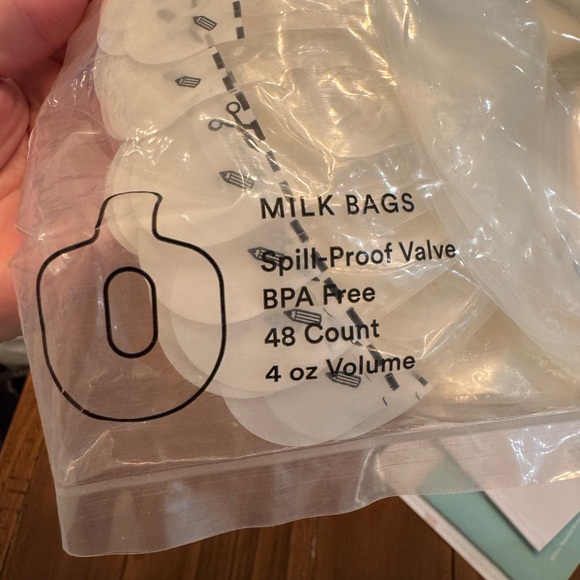 MILK BAGS
Spill-Proof Valve
BPA Free
48 Count
4 oz Volume